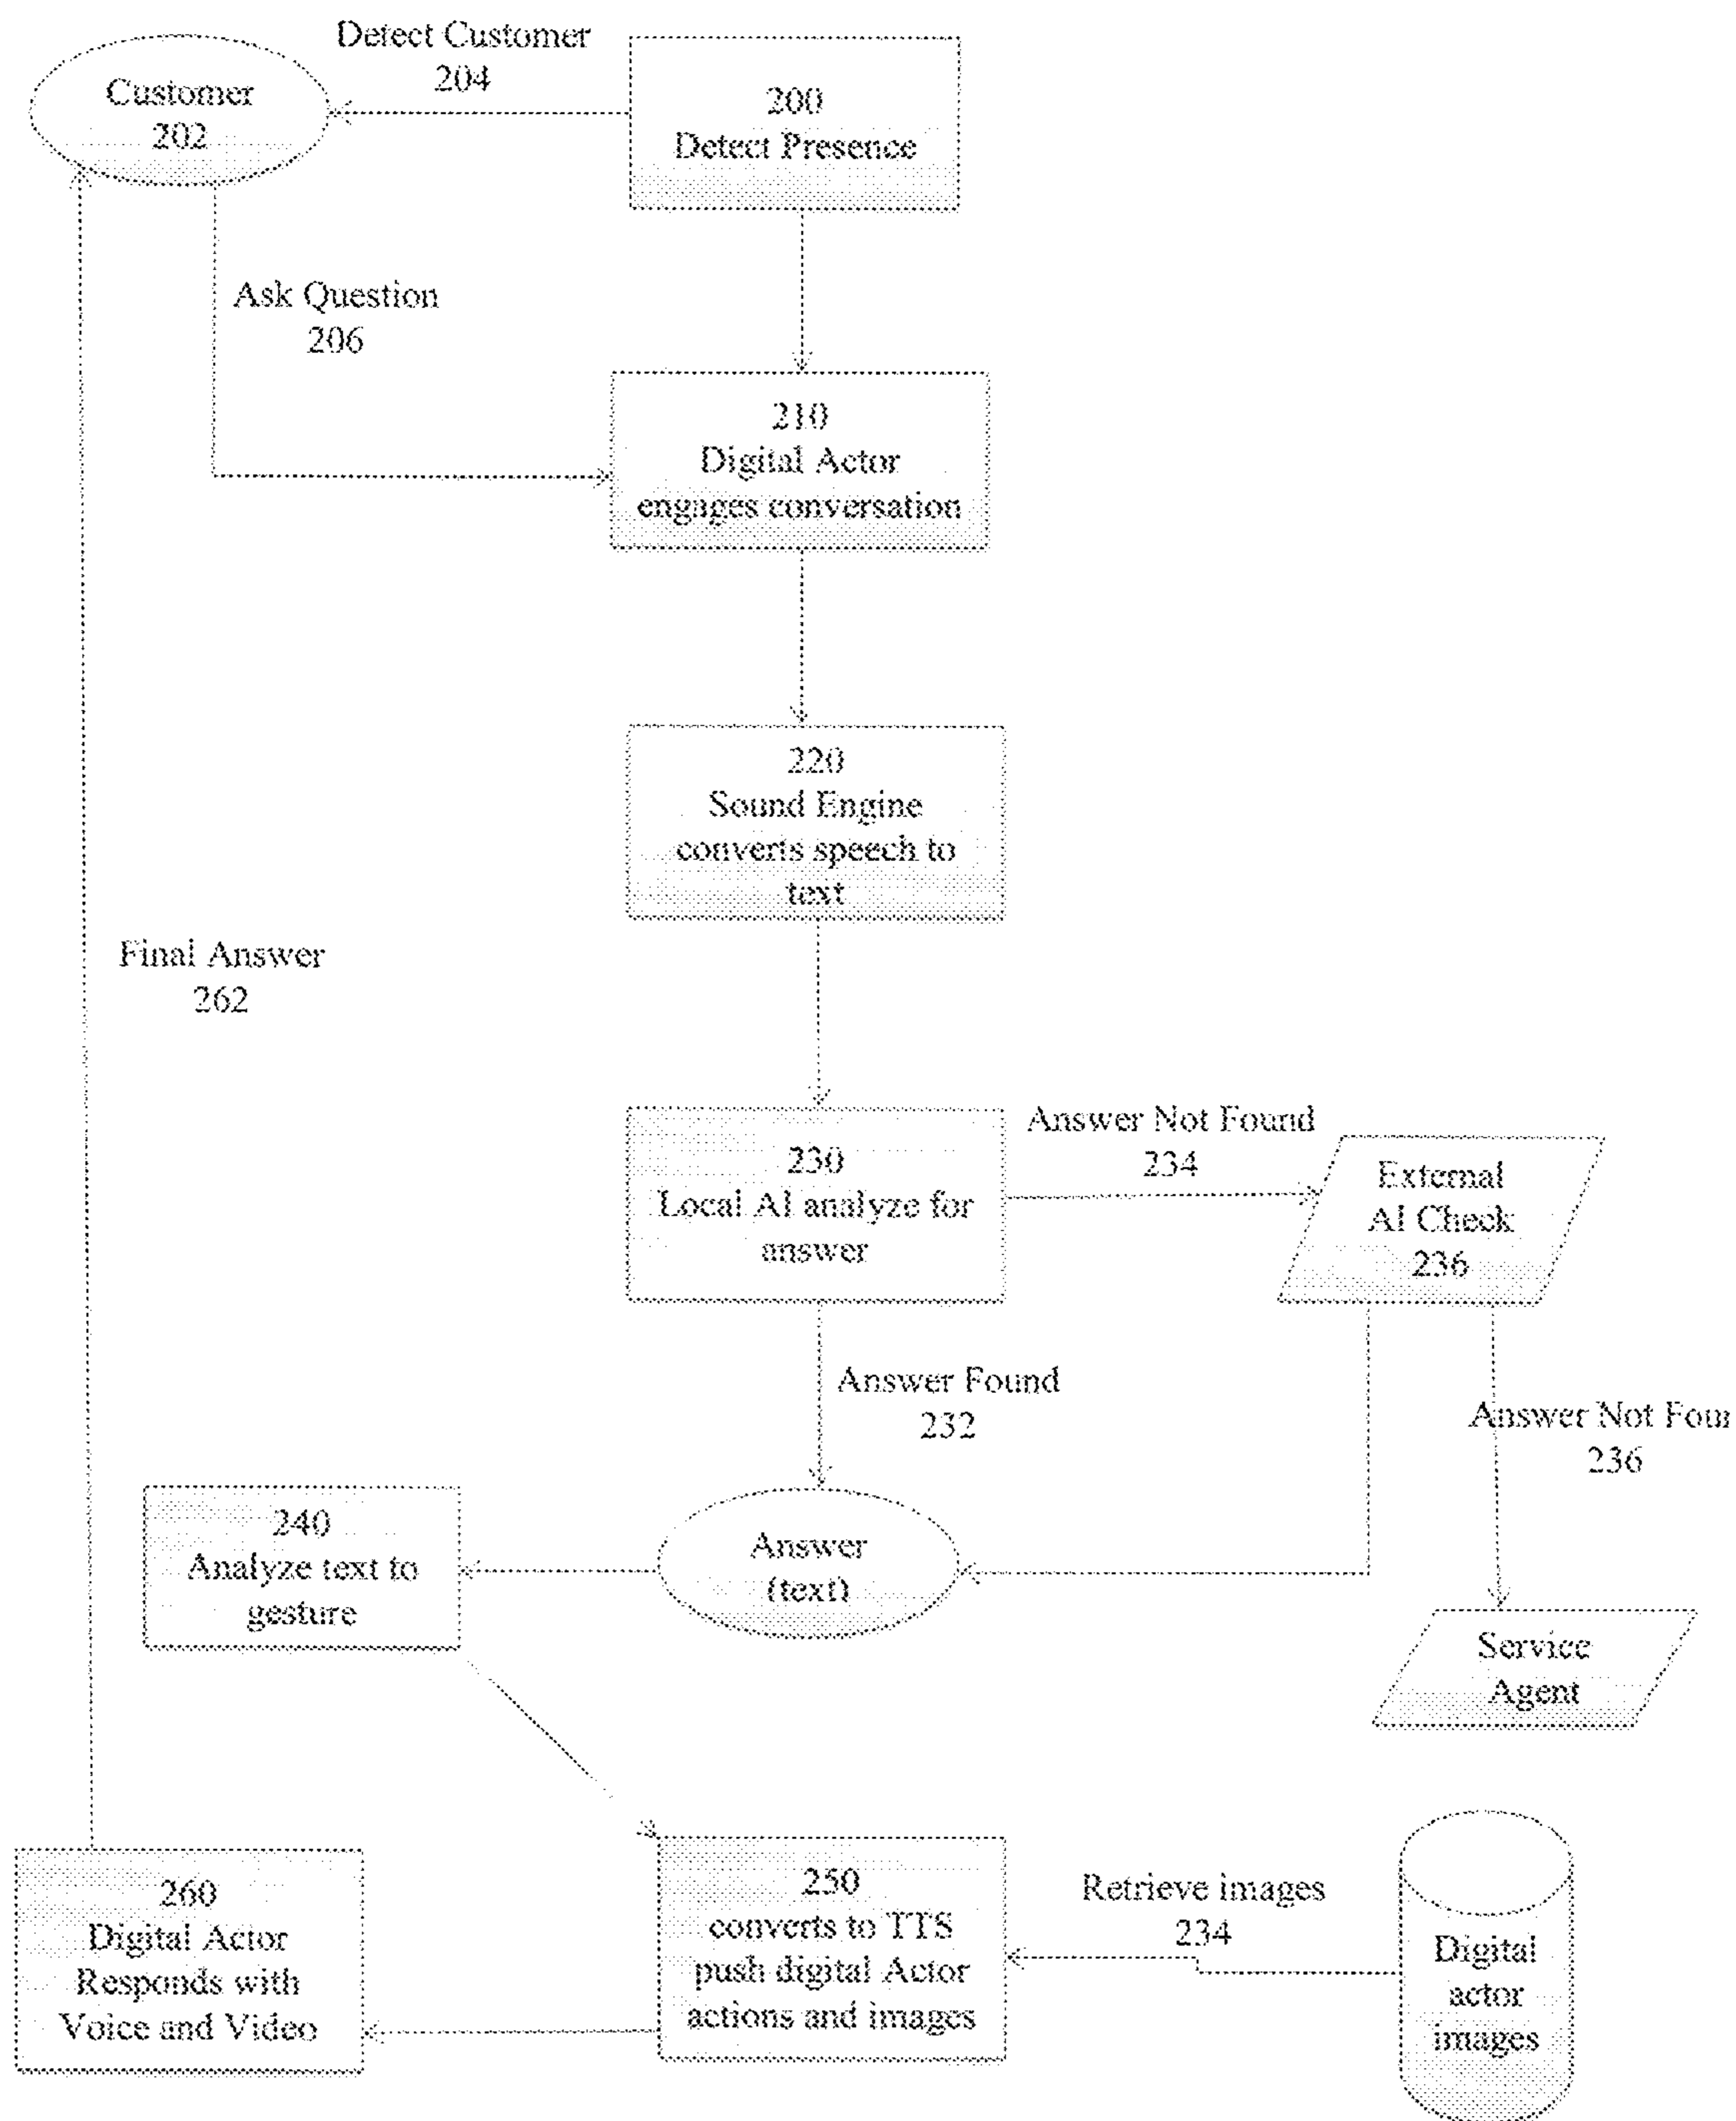 Detect Customer
204
Customer
202
200
Detect Presence
Ask Question
206
210
Digital Actor
engages conversation
220
Sound Engine
converts speech to
text
Final Answer
262
230
Local AI analyze for
answer
Answer Not Found
234
External
AI Check
236
Answer Found
232
Answer Not Foun
236
240
Analyze text to
gesture
Answer
(text)
Service
Agent
260
Digital Actor
Responds with
Voice and Video
250
converts to TTS
push digital Actor
actions and images
Retrieve images
234
Digital
actor
images